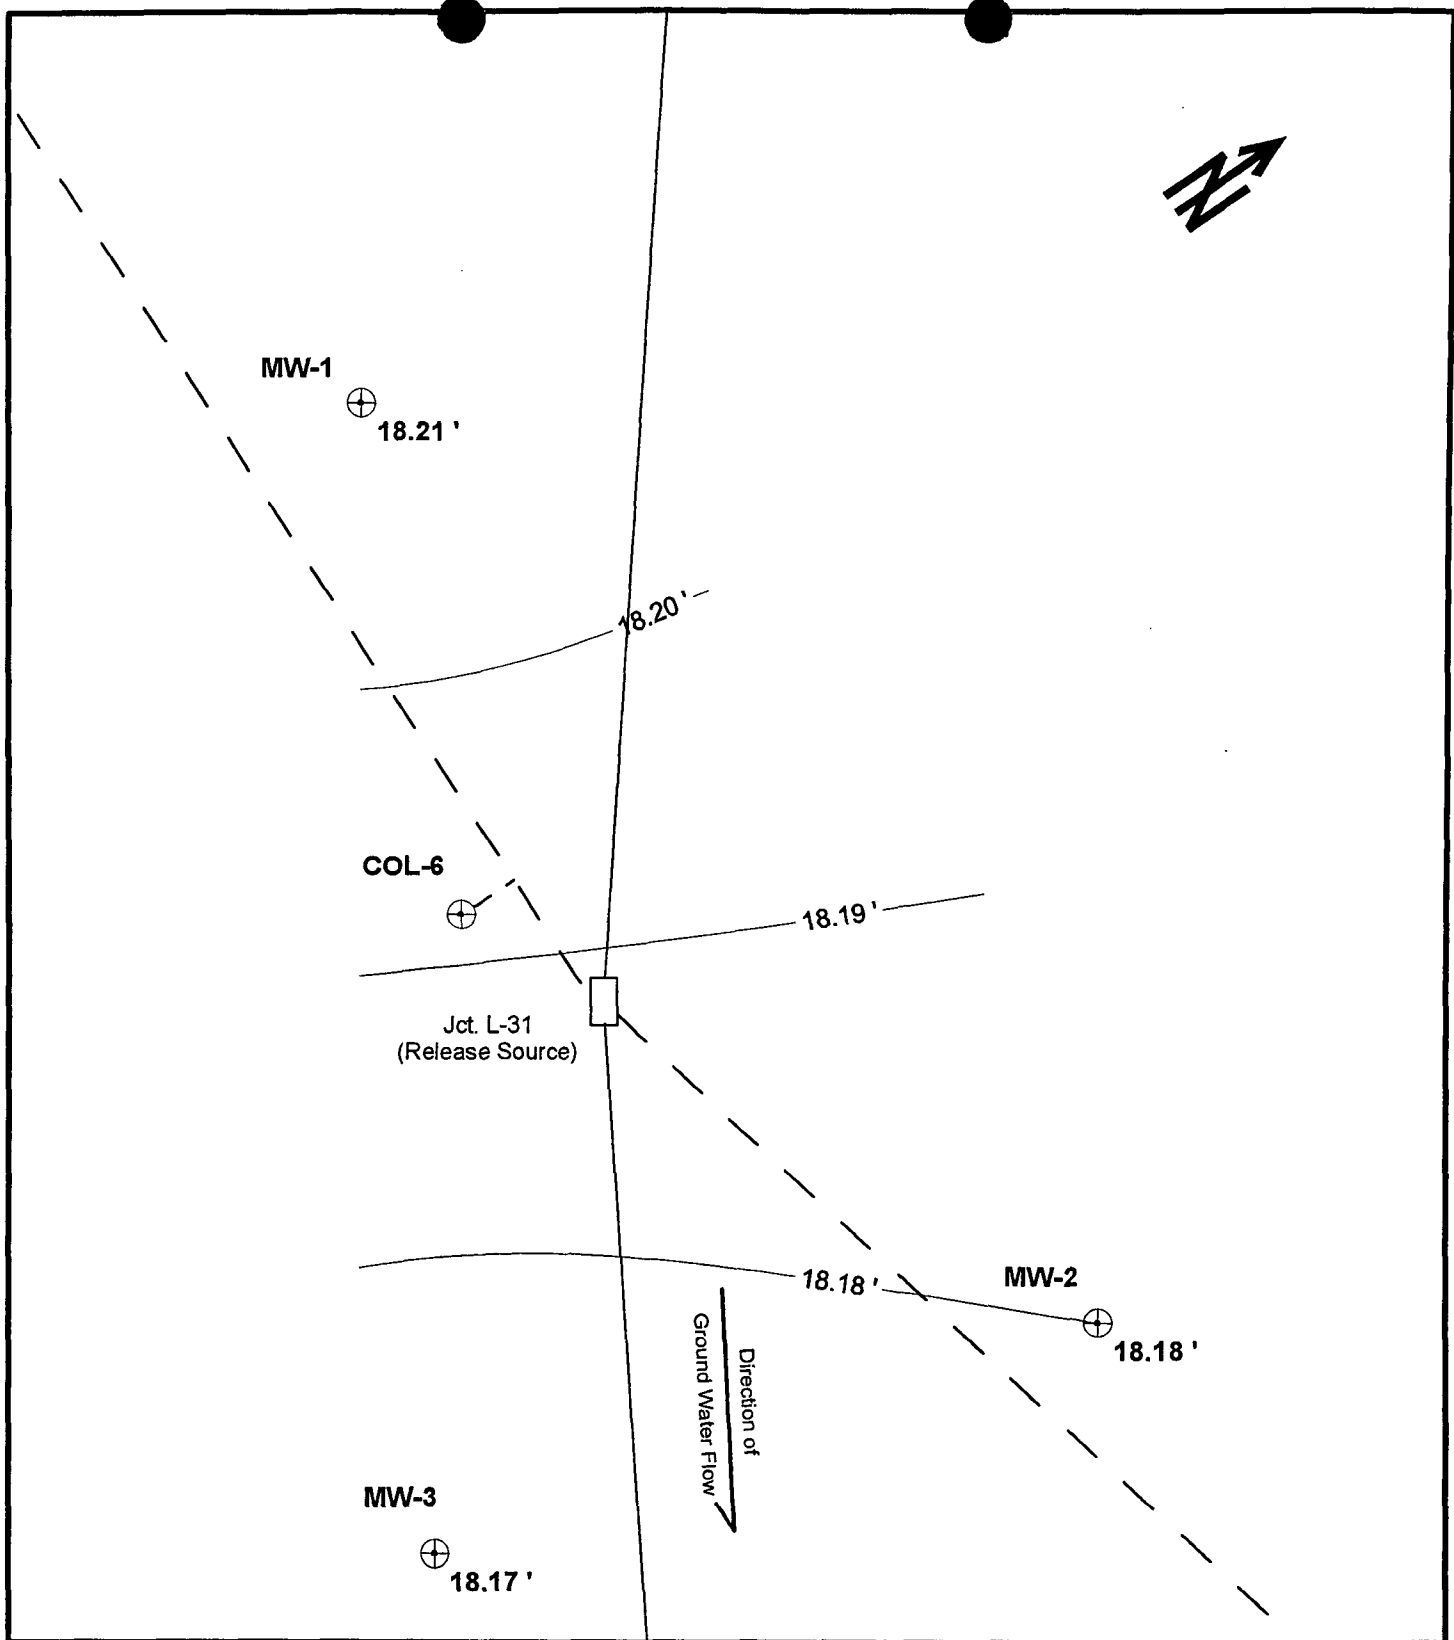 N
MW-1
18.21 '
18.20 '
COL-6
18.19 '
Jct. L-31
(Release Source)
18.18 '
MW-2
18.18 '
Direction of
Ground Water Flow
MW-3
18.17 '